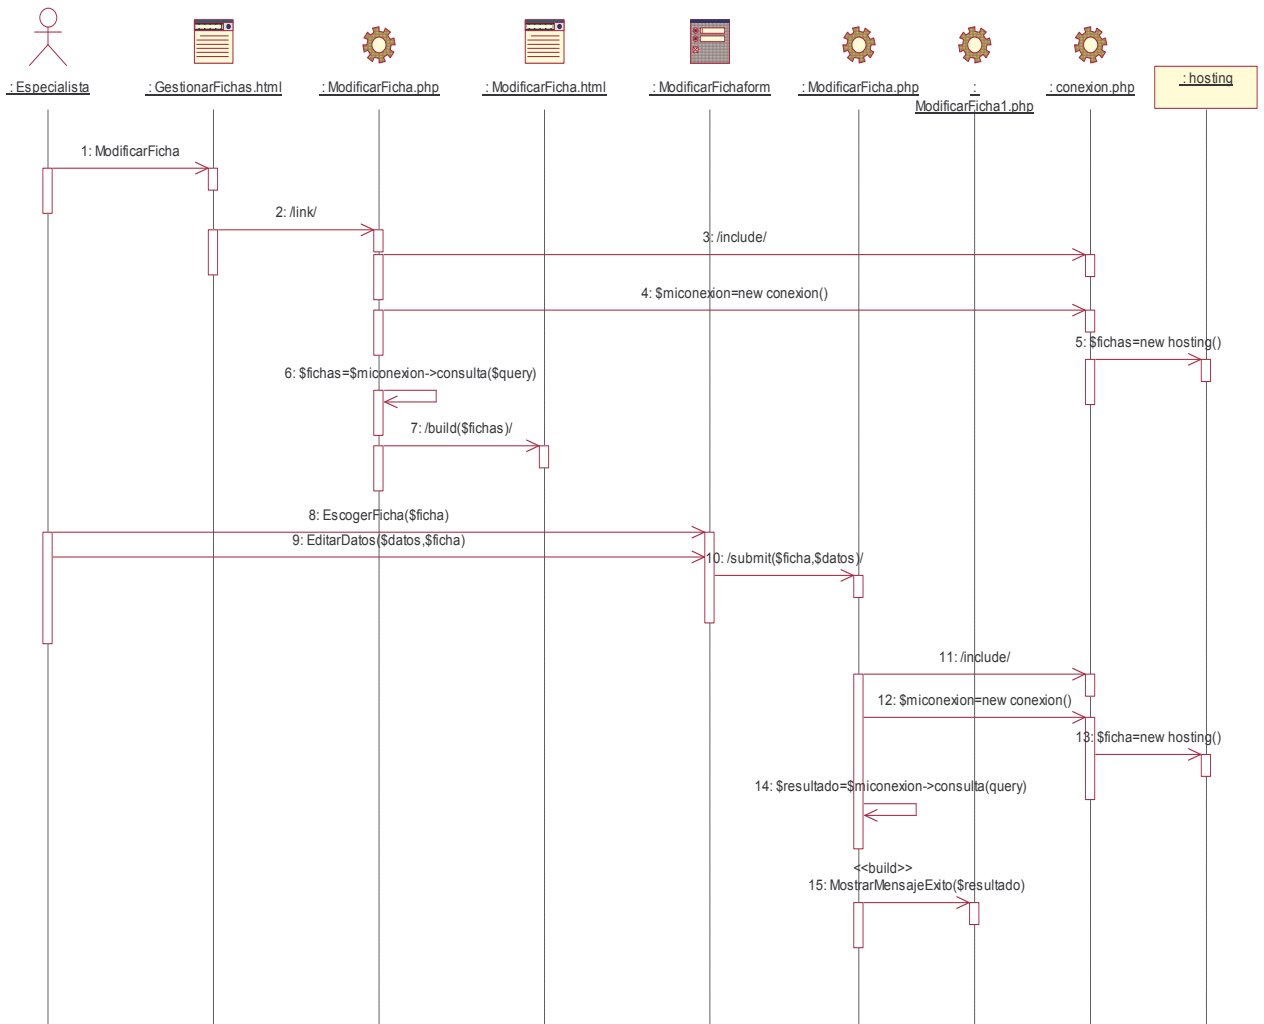 : Especialista
: GestionarFichas.html
: ModificarFicha.php
: ModificarFicha.html
: ModificarFichaform
: ModificarFicha.php
:
ModificarFicha1.php
: conexion.php
: hosting
1: ModificarFicha
2: /link/
3: /include/
4: $miconexion=new conexion()
5: $fichas=new hosting()
6: $fichas=$miconexion->consulta($query)
7: /build($fichas)/
8: EscogerFicha($ficha)
9: EditarDatos($datos,$ficha)
10: /submit($ficha,$datos)/
11: /include/
12: $miconexion=new conexion()
13: $ficha=new hosting()
14: $resultado=$miconexion->consulta(query)
<<build>>
15: MostrarMensajeExito($resultado)